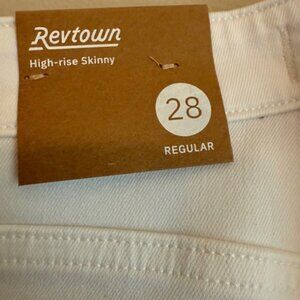 Revtown
High-rise Skinny
28
REGULAR